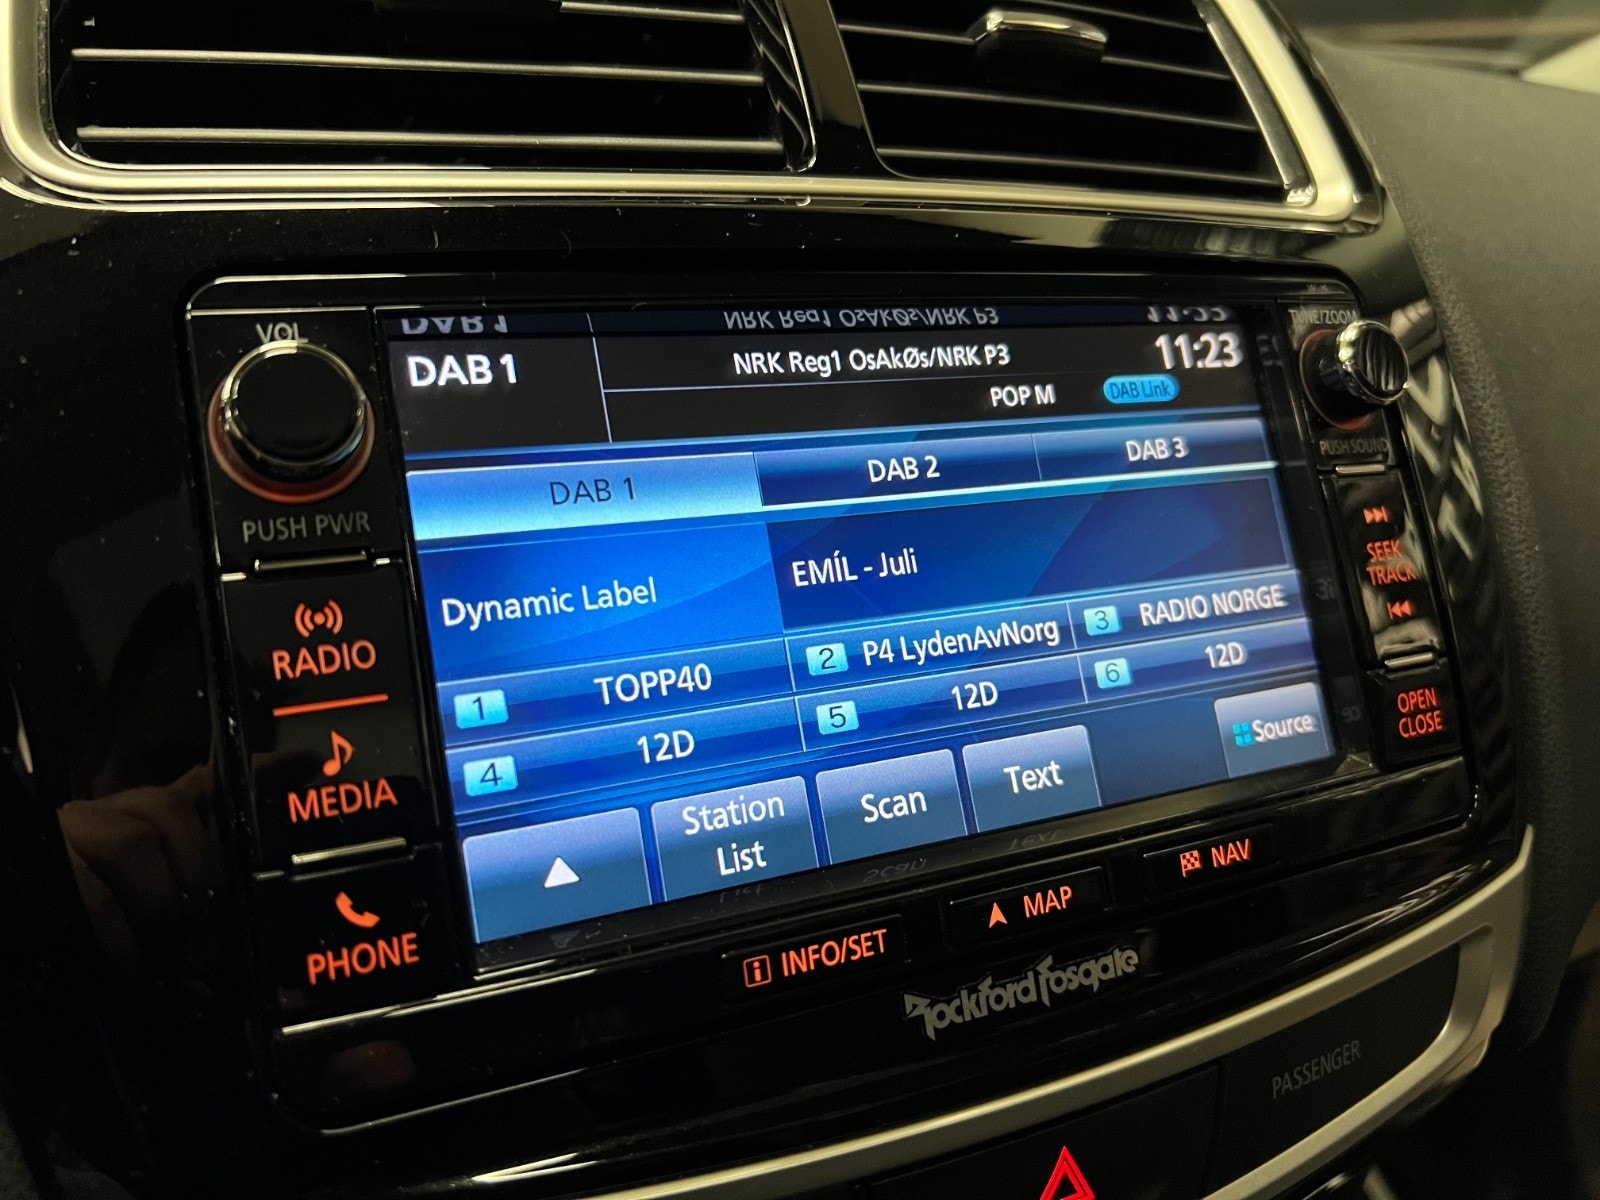 VOL
TUNE/ZOOM
DAB 1
NRK Reg1 OsAkØs/NRK P3
11:23
POP M
DAB Link
PUSH SOUND
DAB 1
DAB 2
DAB 3
PUSH PWR
Dynamic Label
EMÍL - Juli
SEEK
TRACK
1 TOPP40
2 P4 LydenAvNorg
3 RADIO NORGE
4 12D
5 12D
6 12D
RADIO
MEDIA
PHONE
OPEN
CLOSE
Station
List
Scan
Text
Source
INFO/SET
MAP
NAV
Rockford Fosgate
PASSENGER